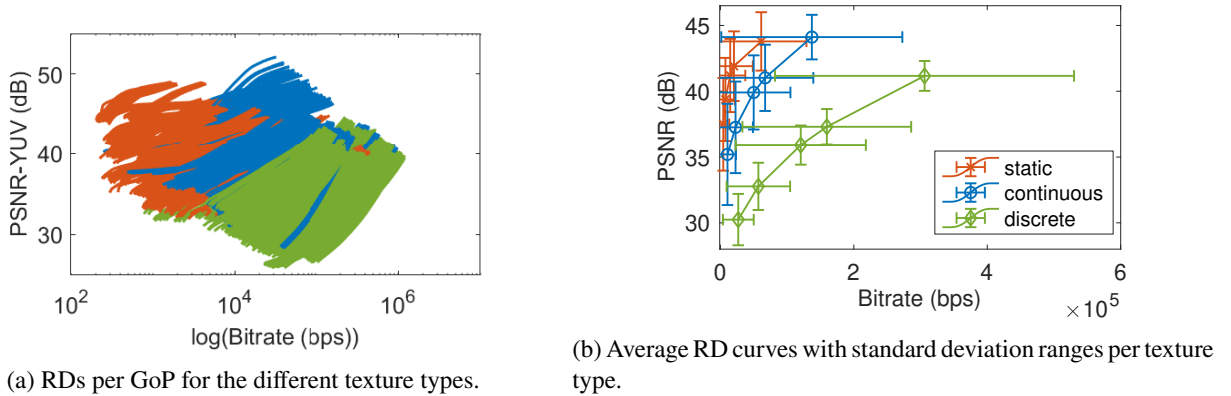 PSNR-YUV (dB)
50
40
30
10^2
10^4
10^6
log(Bitrate (bps))
(a) RDs per GoP for the different texture types.
PSNR (dB)
45
40
35
30
static
continuous
discrete
0
2
4
6
Bitrate (bps)
× 10^5
(b) Average RD curves with standard deviation ranges per texture
type.